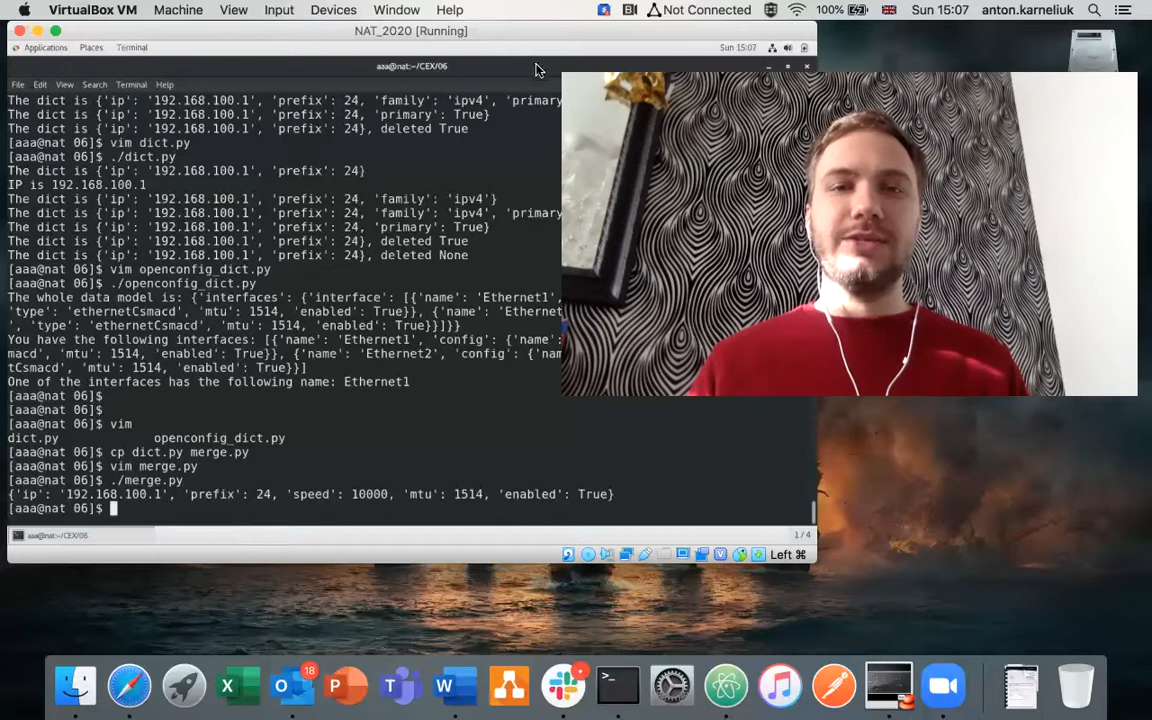 VirtualBox VM Machine View Input Devices Window Help Not Connected 100% Sun 15:07 anton.karneliuk
NAT_2020 [Running]
Applications Places Terminal Sun 15:07
aaa@nat:~/CEX/06
File Edit View Search Terminal Help
The dict is {'ip': '192.168.100.1', 'prefix': 24, 'family': 'ipv4', 'primary
The dict is {'ip': '192.168.100.1', 'prefix': 24, 'primary': True}
The dict is {'ip': '192.168.100.1', 'prefix': 24}, deleted True
[aaa@nat 06]$ vim dict.py
[aaa@nat 06]$ ./dict.py
The dict is {'ip': '192.168.100.1', 'prefix': 24}
IP is 192.168.100.1
The dict is {'ip': '192.168.100.1', 'prefix': 24, 'family': 'ipv4'}
The dict is {'ip': '192.168.100.1', 'prefix': 24, 'family': 'ipv4', 'primary
The dict is {'ip': '192.168.100.1', 'prefix': 24, 'primary': True}
The dict is {'ip': '192.168.100.1', 'prefix': 24}, deleted True
The dict is {'ip': '192.168.100.1', 'prefix': 24}, deleted None
[aaa@nat 06]$ vim openconfig_dict.py
[aaa@nat 06]$ ./openconfig_dict.py
The whole data model is: {'interfaces': {'interface': [{'name': 'Ethernet1',
'type': 'ethernetCsmacd', 'mtu': 1514, 'enabled': True}}, {'name': 'Ethernet
, 'type': 'ethernetCsmacd', 'mtu': 1514, 'enabled': True}}]}}
You have the following interfaces: [{'name': 'Ethernet1', 'config': {'name':
macd', 'mtu': 1514, 'enabled': True}}, {'name': 'Ethernet2', 'config': {'nam
tCsmacd', 'mtu': 1514, 'enabled': True}}]
One of the interfaces has the following name: Ethernet1
[aaa@nat 06]$
[aaa@nat 06]$
[aaa@nat 06]$ vim
dict.py openconfig_dict.py
[aaa@nat 06]$ cp dict.py merge.py
[aaa@nat 06]$ vim merge.py
[aaa@nat 06]$ ./merge.py
{'ip': '192.168.100.1', 'prefix': 24, 'speed': 10000, 'mtu': 1514, 'enabled': True}
[aaa@nat 06]$
aaa@nat:~/CEX/06 1 / 4
Left ⌘
18